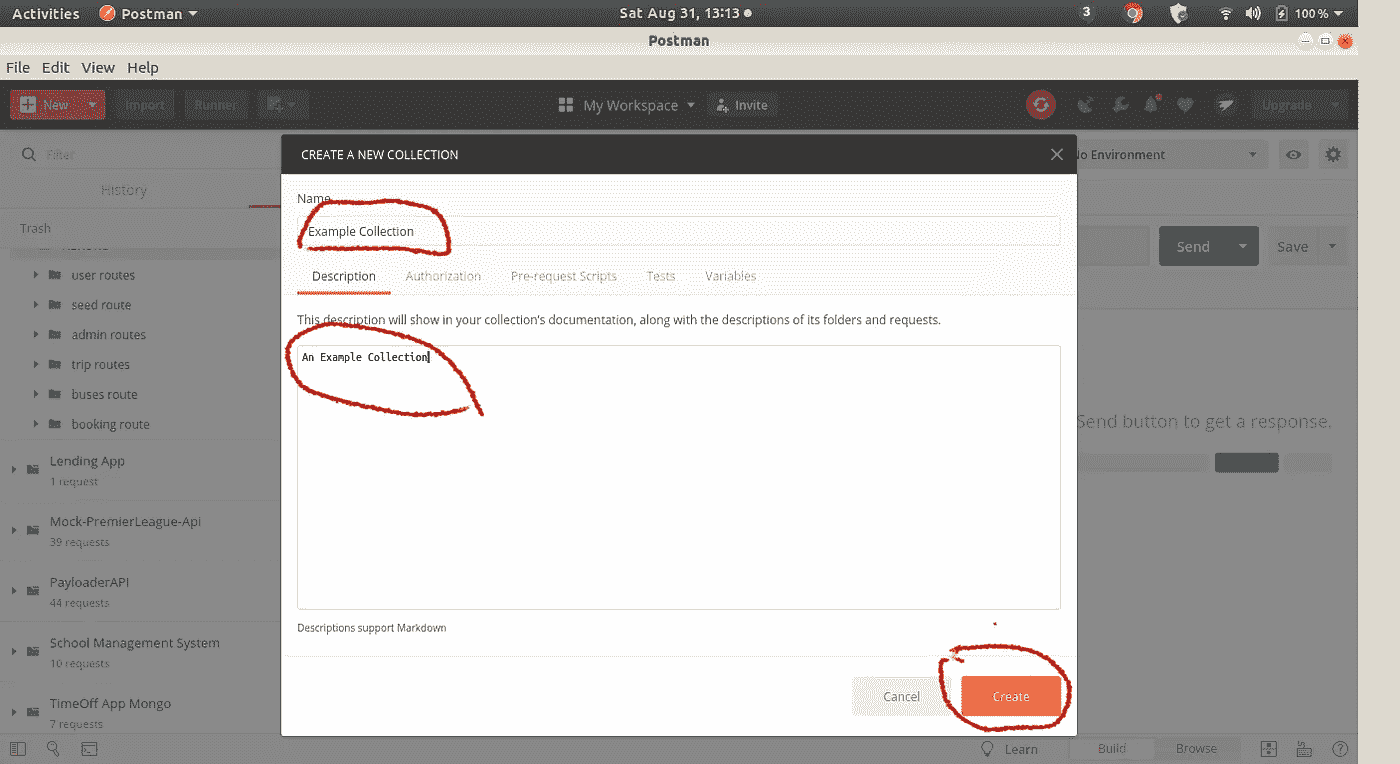 Activities Postman Sat Aug 31, 13:13 3 100%
Postman
File Edit View Help
New Import Runner My Workspace Invite Upgrade
Filter
History
Trash
user routes
seed route
admin routes
trip routes
buses route
booking route
Lending App
1 request
Mock-PremierLeague-Api
39 requests
PayloaderAPI
44 requests
School Management System
10 requests
TimeOff App Mongo
7 requests
CREATE A NEW COLLECTION
Name
Example Collection
Description Authorization Pre-request Scripts Tests Variables
This description will show in your collection's documentation, along with the descriptions of its folders and requests.
An Example Collection
Descriptions support Markdown
Cancel Create
No Environment
Send Save
Send button to get a response.
Learn Build Browse